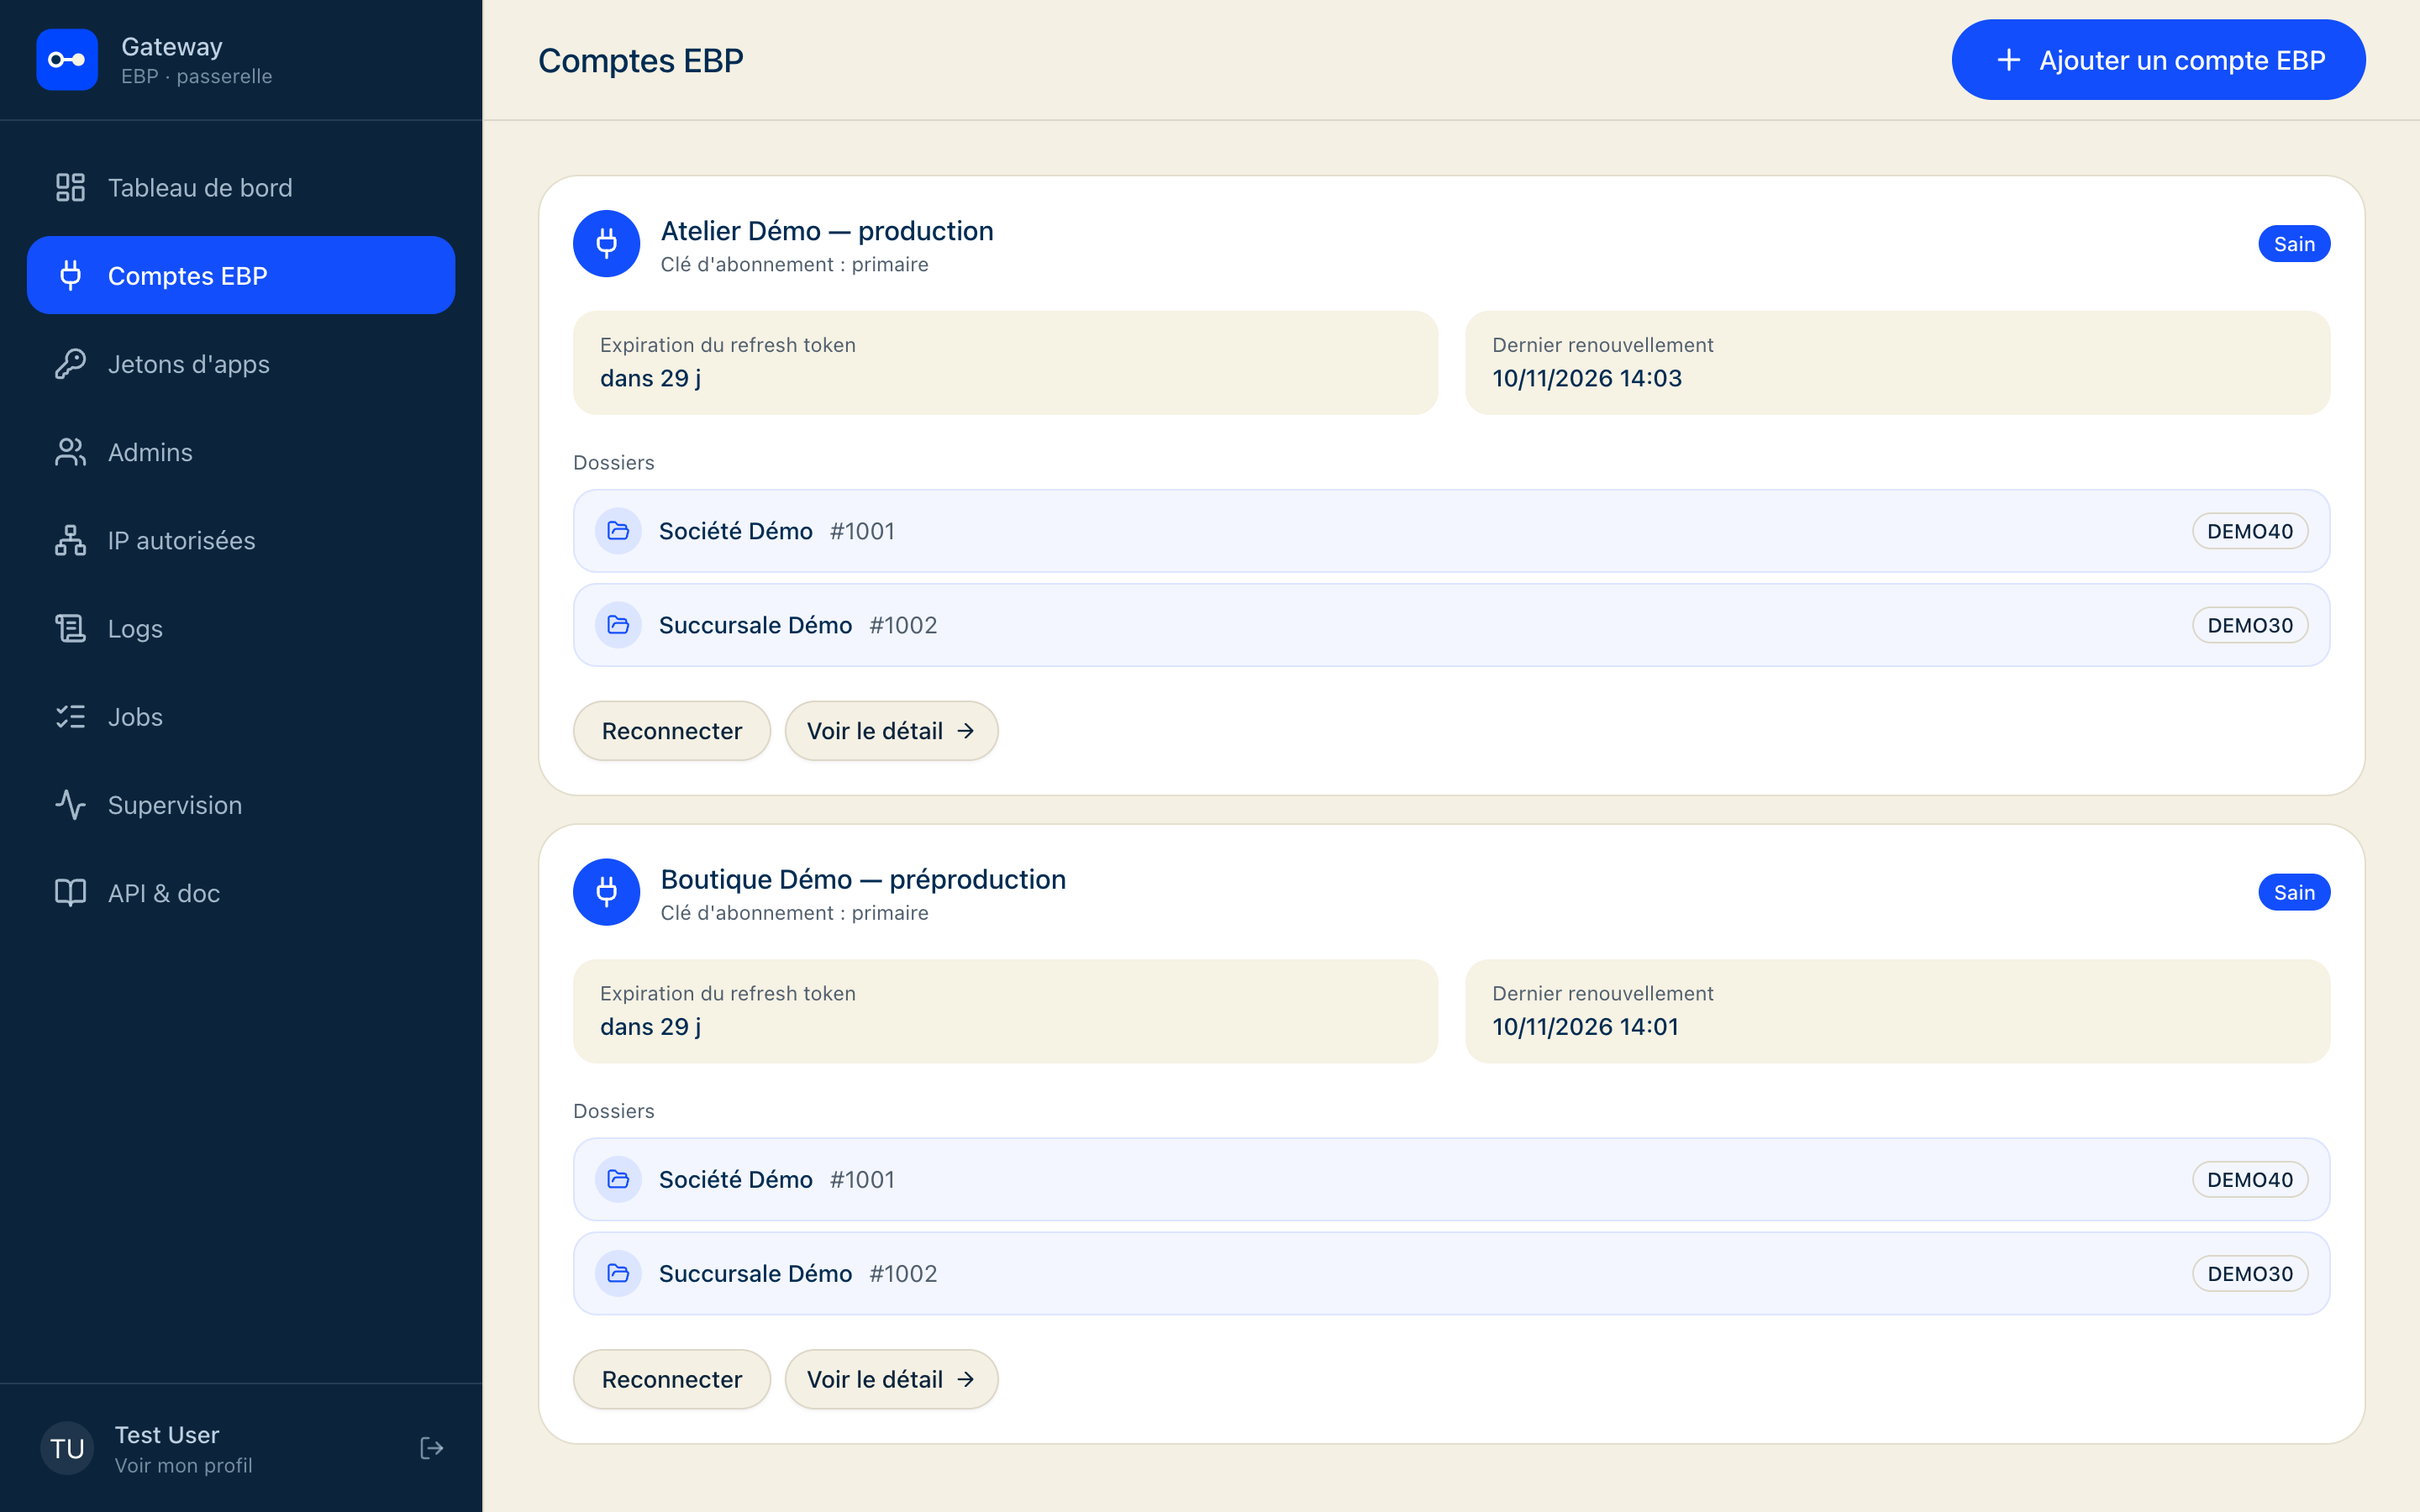 Gateway
EBP · passerelle
Tableau de bord
Comptes EBP
Jetons d'apps
Admins
IP autorisées
Logs
Jobs
Supervision
API & doc
TU
Test User
Voir mon profil
Comptes EBP
Ajouter un compte EBP
Atelier Démo — production
Clé d'abonnement : primaire
Sain
Expiration du refresh token
dans 29 j
Dernier renouvellement
10/11/2026 14:03
Dossiers
Société Démo #1001
DEMO40
Succursale Démo #1002
DEMO30
Reconnecter
Voir le détail →
Boutique Démo — préproduction
Clé d'abonnement : primaire
Sain
Expiration du refresh token
dans 29 j
Dernier renouvellement
10/11/2026 14:01
Dossiers
Société Démo #1001
DEMO40
Succursale Démo #1002
DEMO30
Reconnecter
Voir le détail →